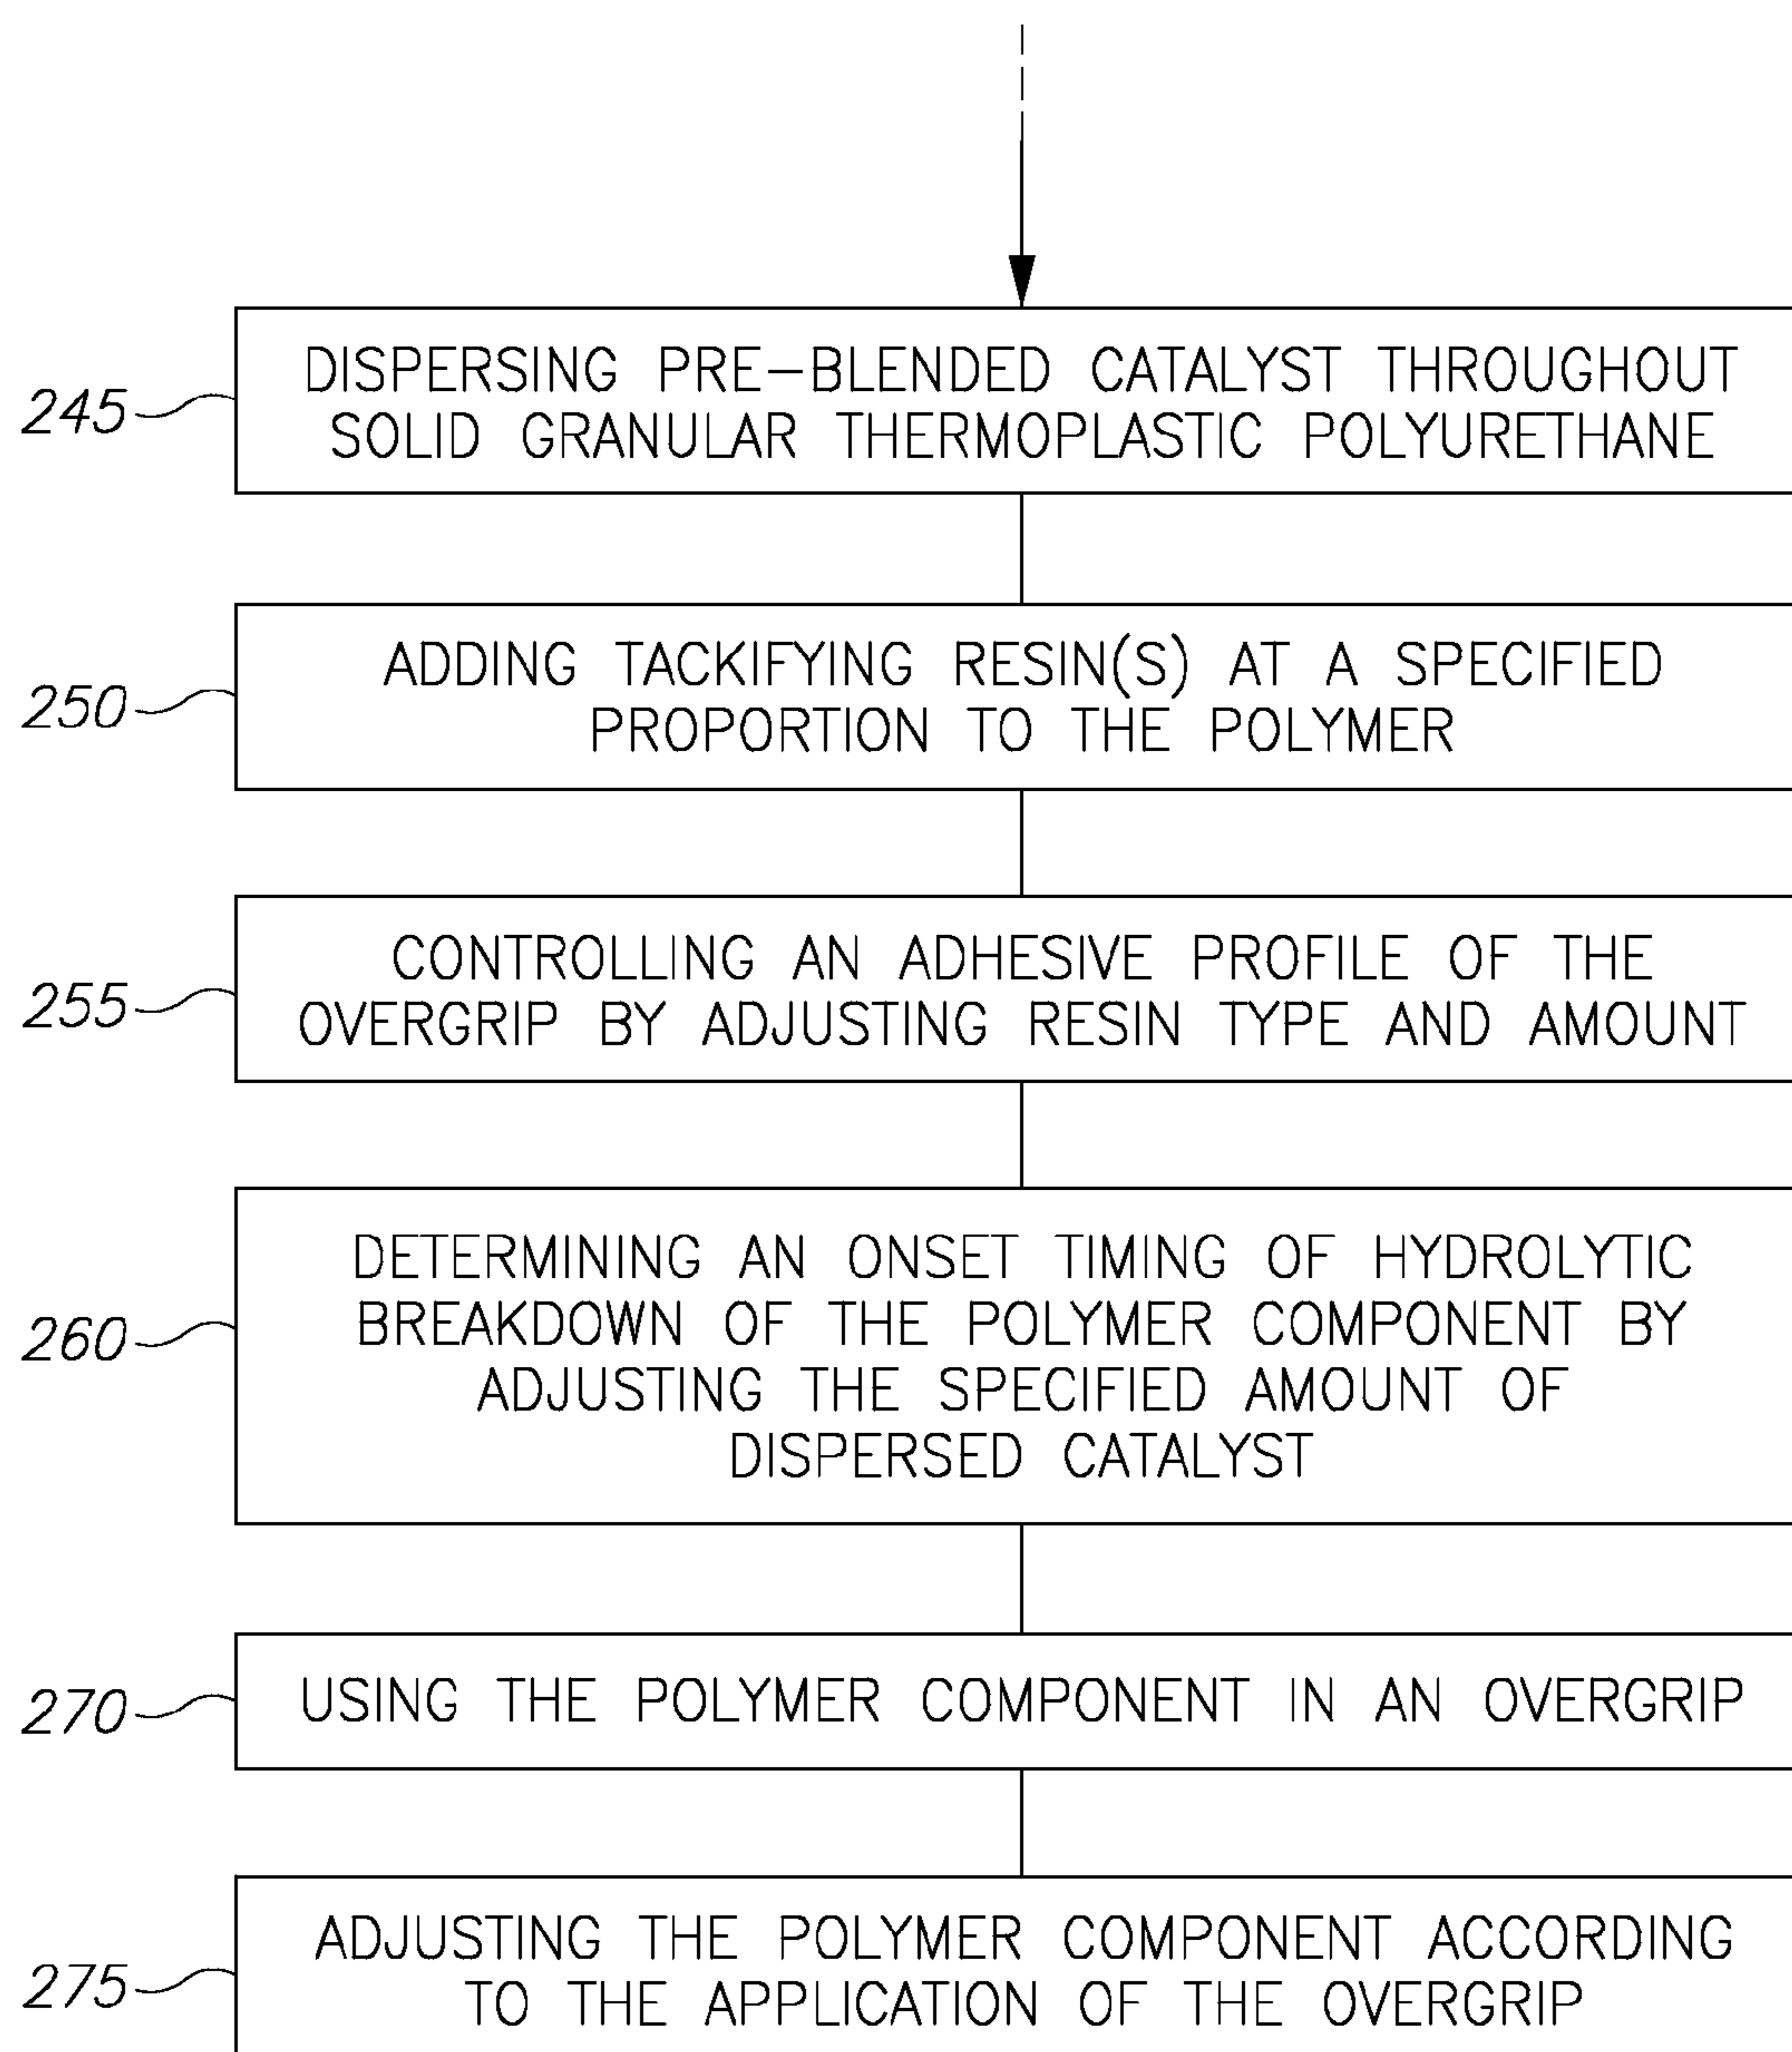 245
DISPERSING PRE-BLENDED CATALYST THROUGHOUT
SOLID GRANULAR THERMOPLASTIC POLYURETHANE
250
ADDING TACKIFYING RESIN(S) AT A SPECIFIED
PROPORTION TO THE POLYMER
255
CONTROLLING AN ADHESIVE PROFILE OF THE
OVERGRIP BY ADJUSTING RESIN TYPE AND AMOUNT
260
DETERMINING AN ONSET TIMING OF HYDROLYTIC
BREAKDOWN OF THE POLYMER COMPONENT BY
ADJUSTING THE SPECIFIED AMOUNT OF
DISPERSED CATALYST
270
USING THE POLYMER COMPONENT IN AN OVERGRIP
275
ADJUSTING THE POLYMER COMPONENT ACCORDING
TO THE APPLICATION OF THE OVERGRIP